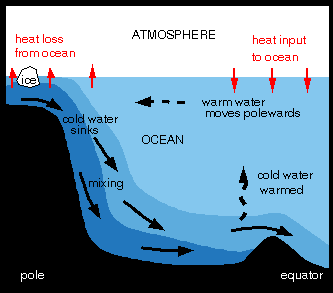 ATMOSPHERE
heat loss
from ocean
heat input
to ocean
ice
warm water
moves polewards
cold water
sinks
OCEAN
mixing
cold water
warmed
pole
equator